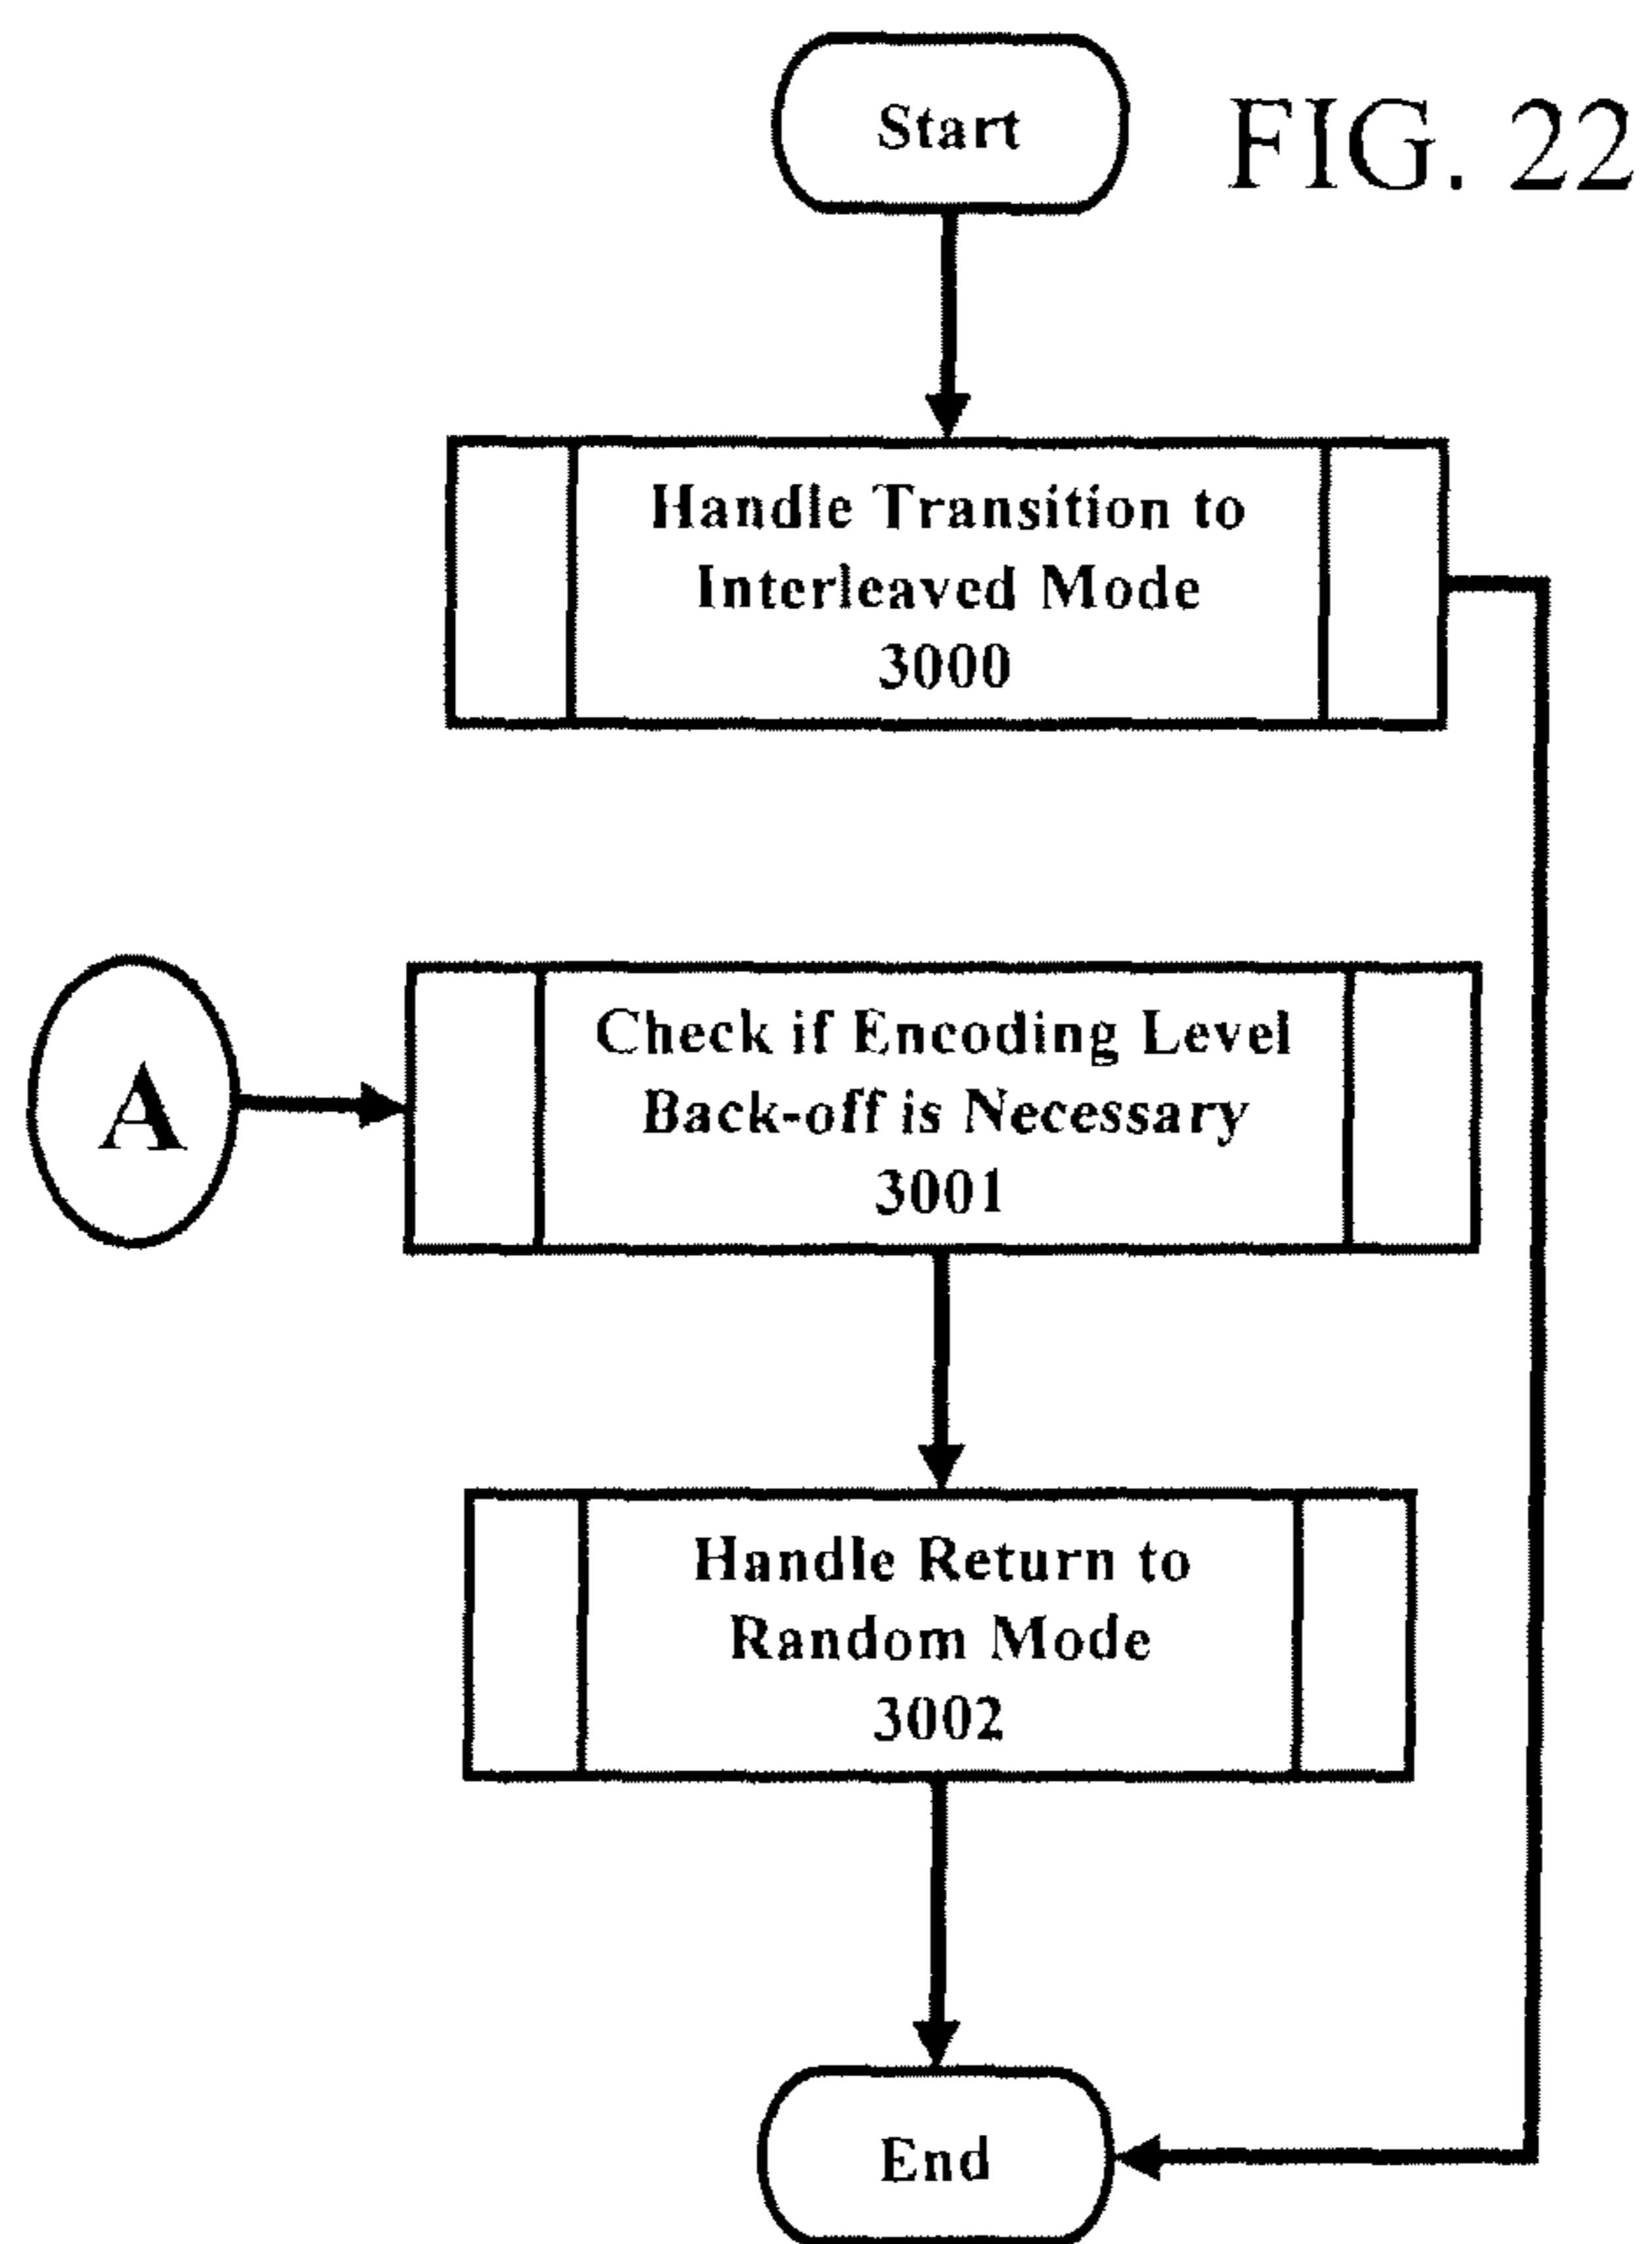 Start
FIG. 22
Handle Transition to
Interleaved Mode
3000
A
Check if Encoding Level
Back-off is Necessary
3001
Handle Return to
Random Mode
3002
End